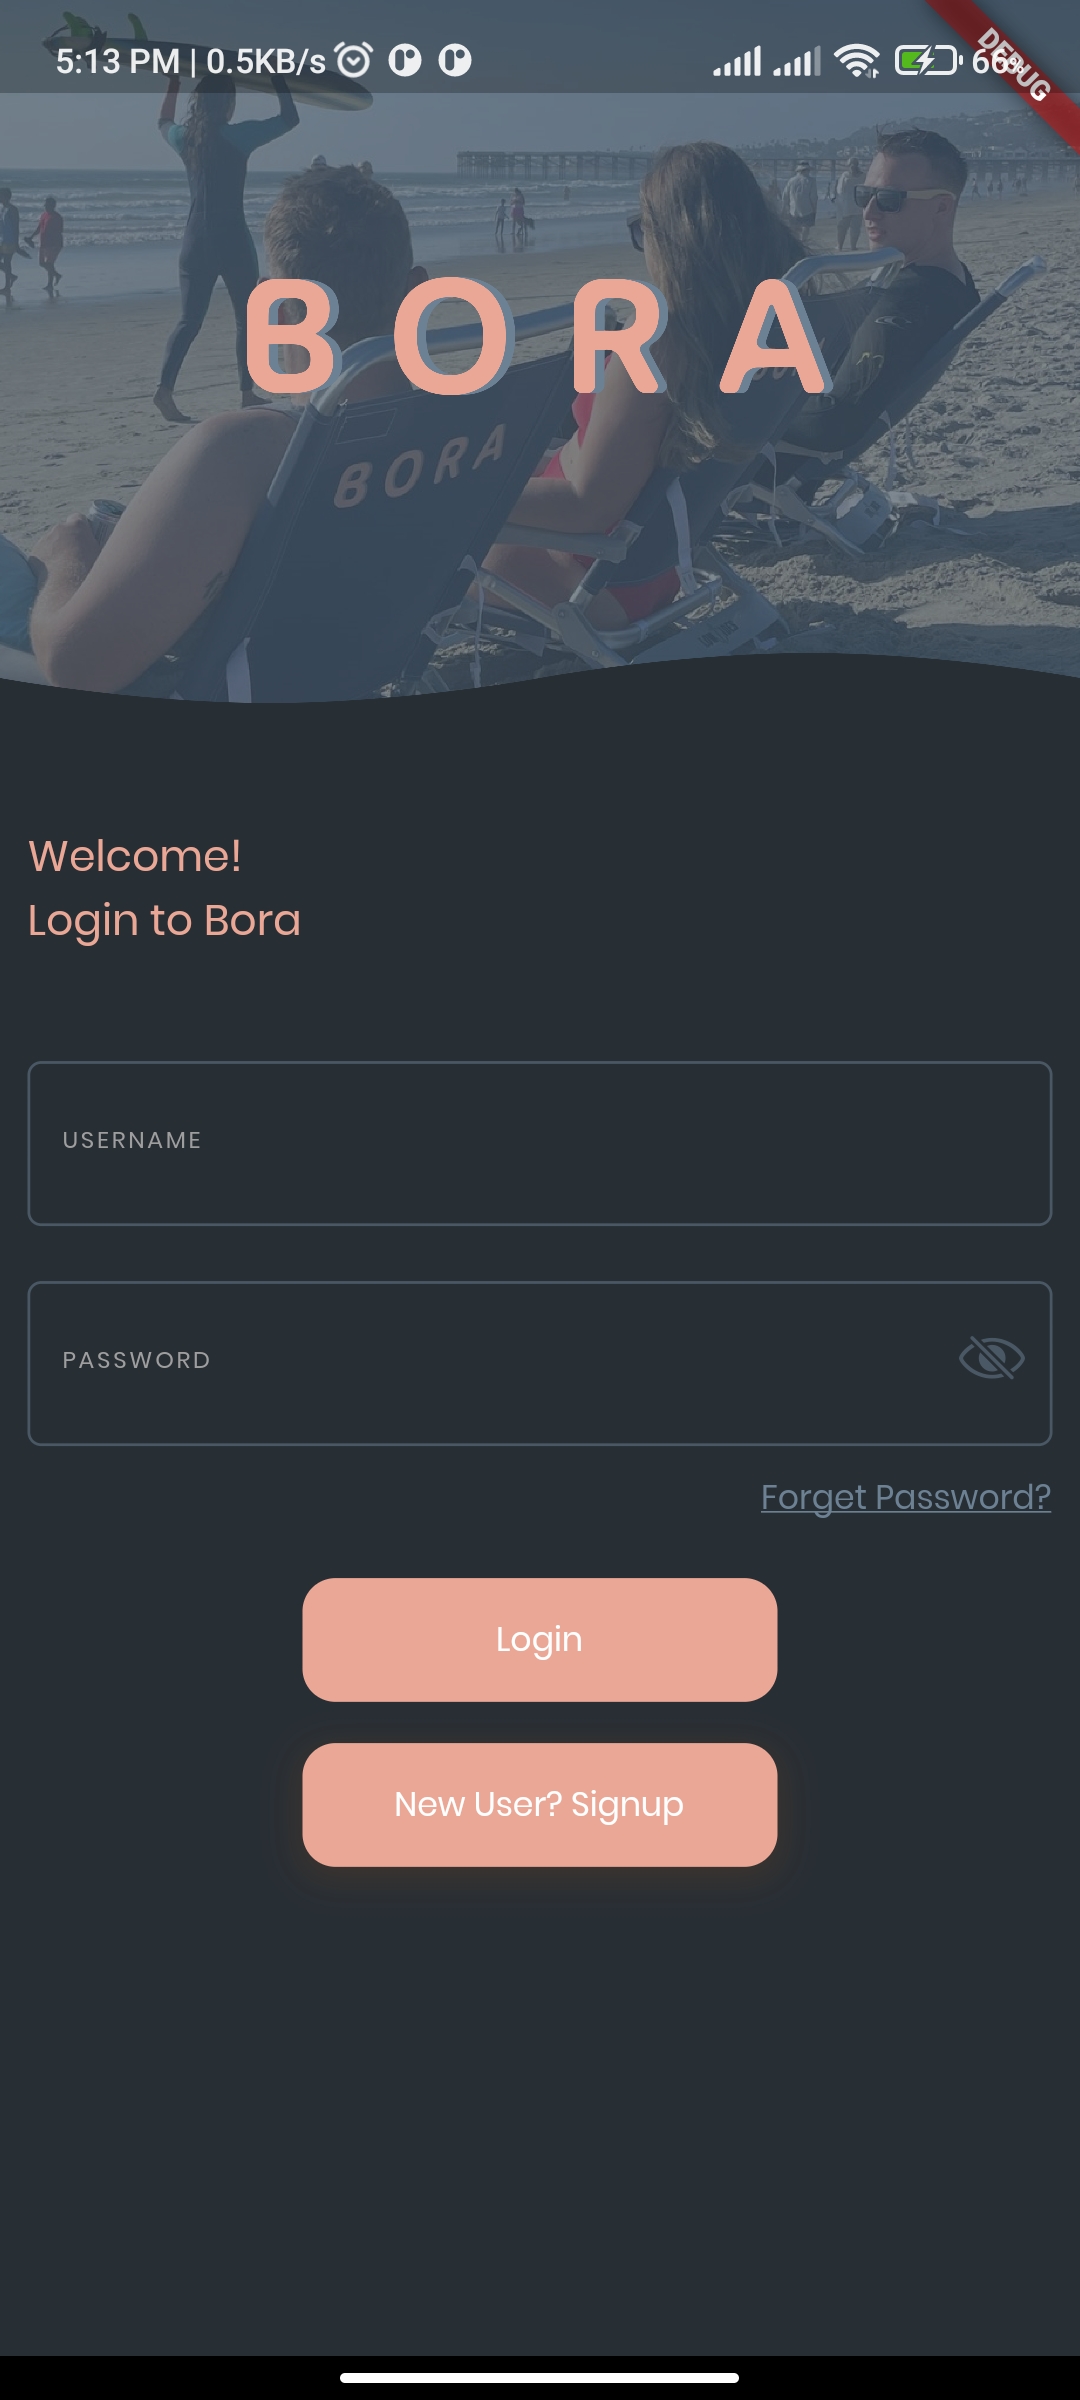 5:13 PM | 0.5KB/s
66%
DEBUG
BORA
BORA
Welcome!
Login to Bora
USERNAME
PASSWORD
Forget Password?
Login
New User? Signup